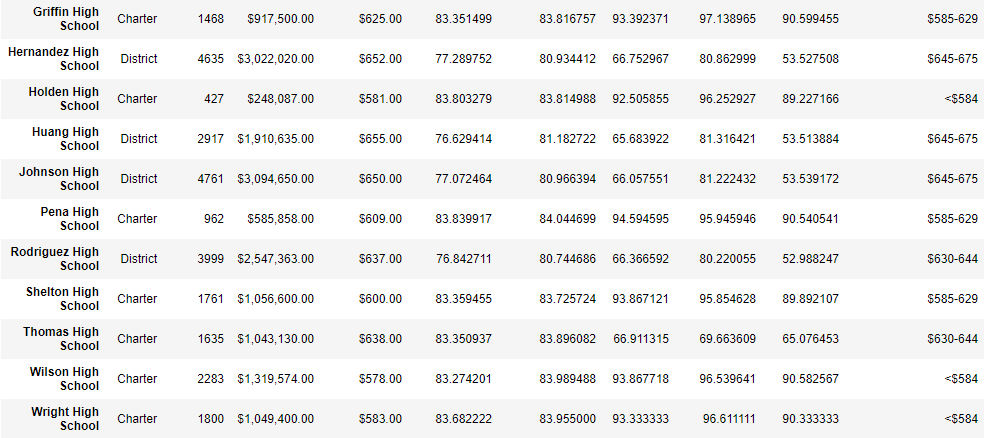 Griffin High
School Charter 1468 $917,500.00 $625.00 83.351499 83.816757 93.392371 97.138965 90.599455 $585-629
Hernandez High
School District 4635 $3,022,020.00 $652.00 77.289752 80.934412 66.752967 80.862999 53.527508 $645-675
Holden High
School Charter 427 $248,087.00 $581.00 83.803279 83.814988 92.505855 96.252927 89.227166 <$584
Huang High
School District 2917 $1,910,635.00 $655.00 76.629414 81.182722 65.683922 81.316421 53.513884 $645-675
Johnson High
School District 4761 $3,094,650.00 $650.00 77.072464 80.966394 66.057551 81.222432 53.539172 $645-675
Pena High
School Charter 962 $585,858.00 $609.00 83.839917 84.044699 94.594595 95.945946 90.540541 $585-629
Rodriguez High
School District 3999 $2,547,363.00 $637.00 76.842711 80.744686 66.366592 80.220055 52.988247 $630-644
Shelton High
School Charter 1761 $1,056,600.00 $600.00 83.359455 83.725724 93.867121 95.854628 89.892107 $585-629
Thomas High
School Charter 1635 $1,043,130.00 $638.00 83.350937 83.896082 66.911315 69.663609 65.076453 $630-644
Wilson High
School Charter 2283 $1,319,574.00 $578.00 83.274201 83.989488 93.867718 96.539641 90.582567 <$584
Wright High
School Charter 1800 $1,049,400.00 $583.00 83.682222 83.955000 93.333333 96.611111 90.333333 <$584